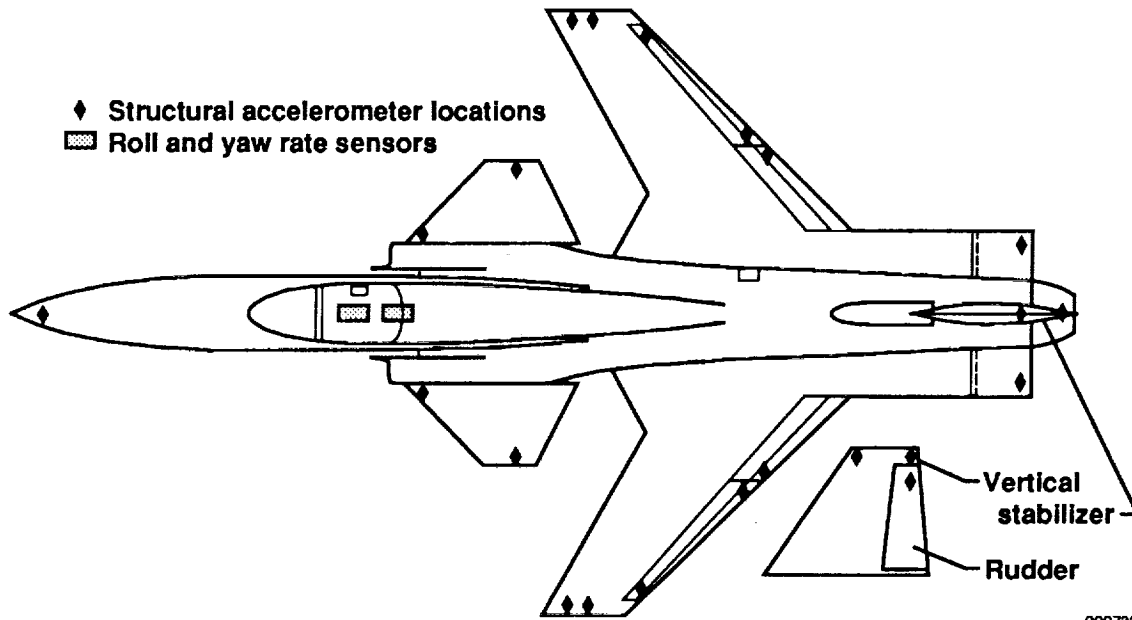 Structural accelerometer locations
Roll and yaw rate sensors
Vertical
stabilizer
Rudder